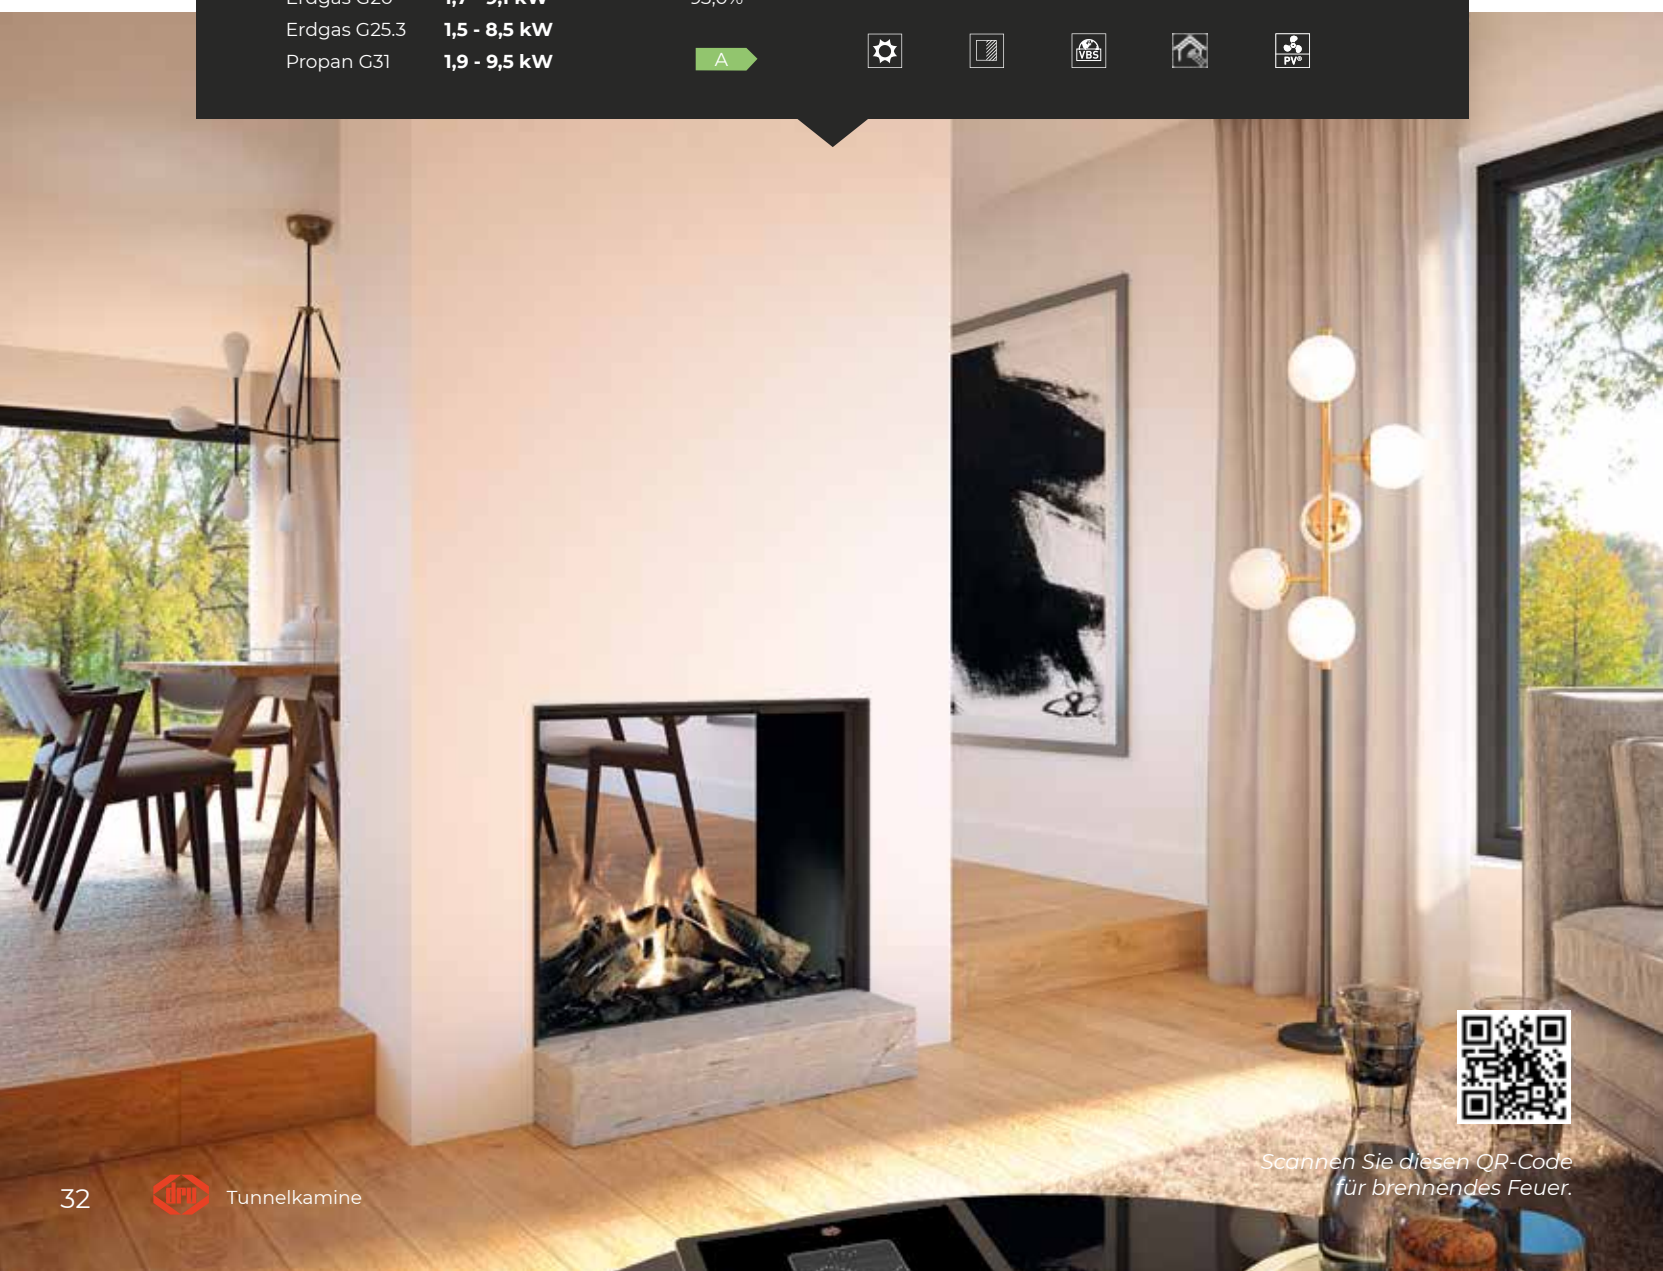 Erdgas G25.3 1,5 - 8,5 kW
Propan G31 1,9 - 9,5 kW
A
VBS
PV®
Scannen Sie diesen QR-Code
für brennendes Feuer.
32 dru Tunnelkamine